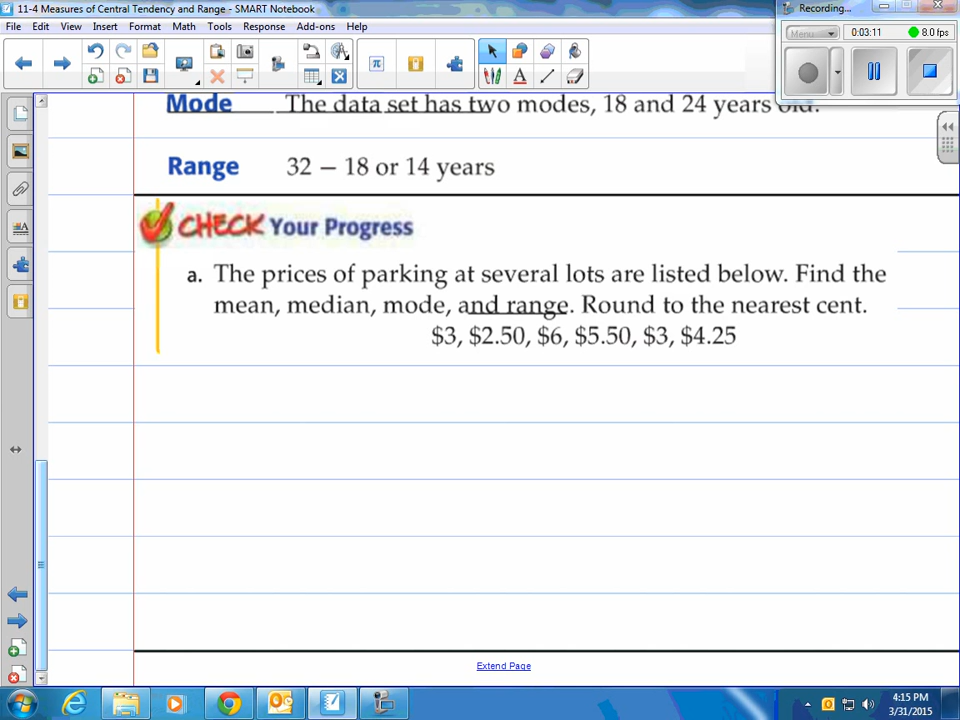 11-4 Measures of Central Tendency and Range - SMART Notebook
Recording...
File Edit View Insert Format Math Tools Response Add-ons Help
Menu 0:03:11 8.0 fps
Mode The data set has two modes, 18 and 24 years old.
Range 32 – 18 or 14 years
CHECK Your Progress
a. The prices of parking at several lots are listed below. Find the
mean, median, mode, and range. Round to the nearest cent.
$3, $2.50, $6, $5.50, $3, $4.25
Extend Page
4:15 PM
3/31/2015